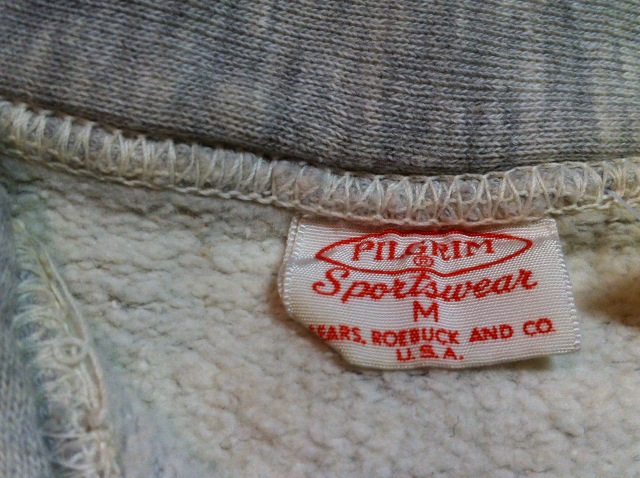 PILGRIM
Sportswear
M
SEARS, ROEBUCK AND CO.
U.S.A.